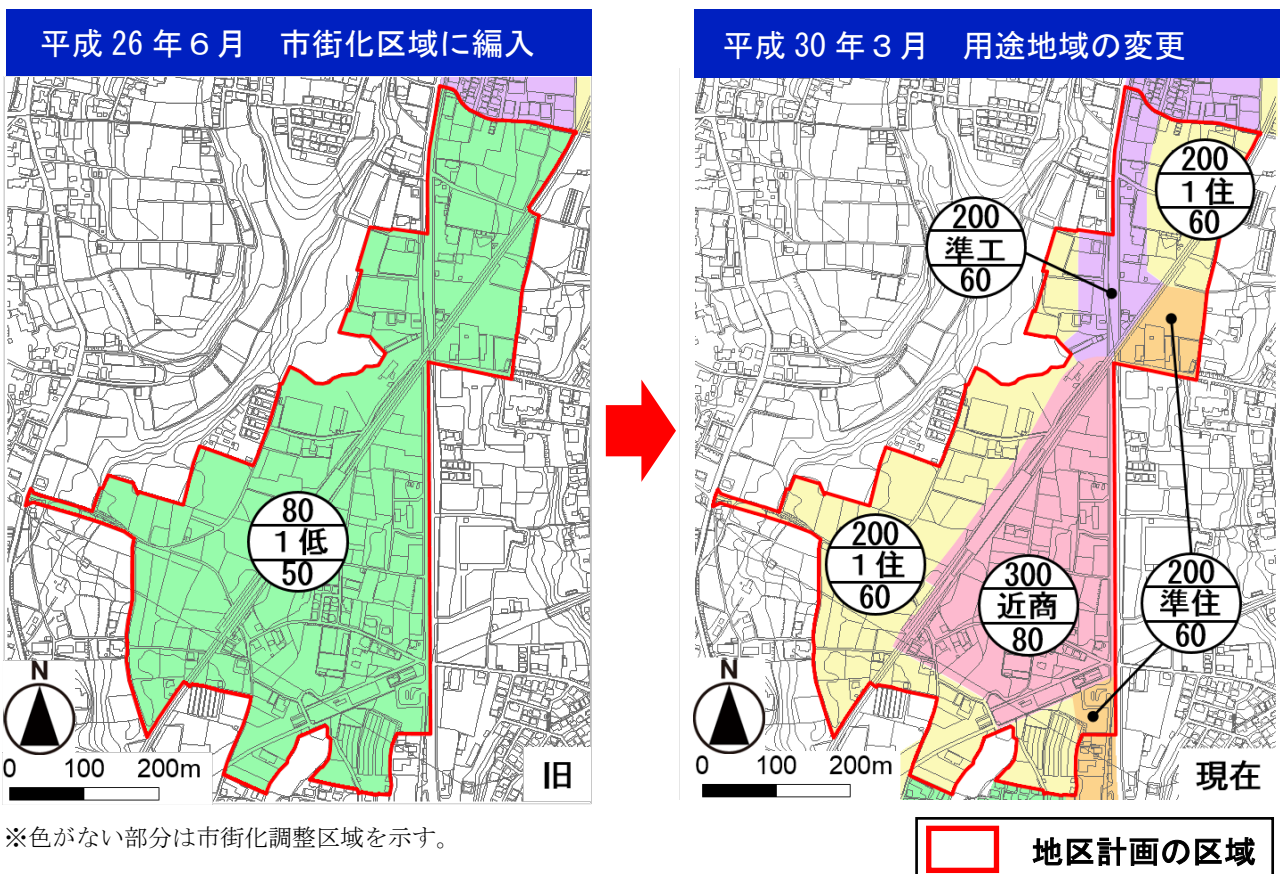 平成 26 年６月　市街化区域に編入
80
１低
50
N
0 100 200m
旧
平成 30 年３月　用途地域の変更
200
１住
60
200
準工
60
200
１住
60
300
近商
80
200
準住
60
N
0 100 200m
現在
※色がない部分は市街化調整区域を示す。
地区計画の区域